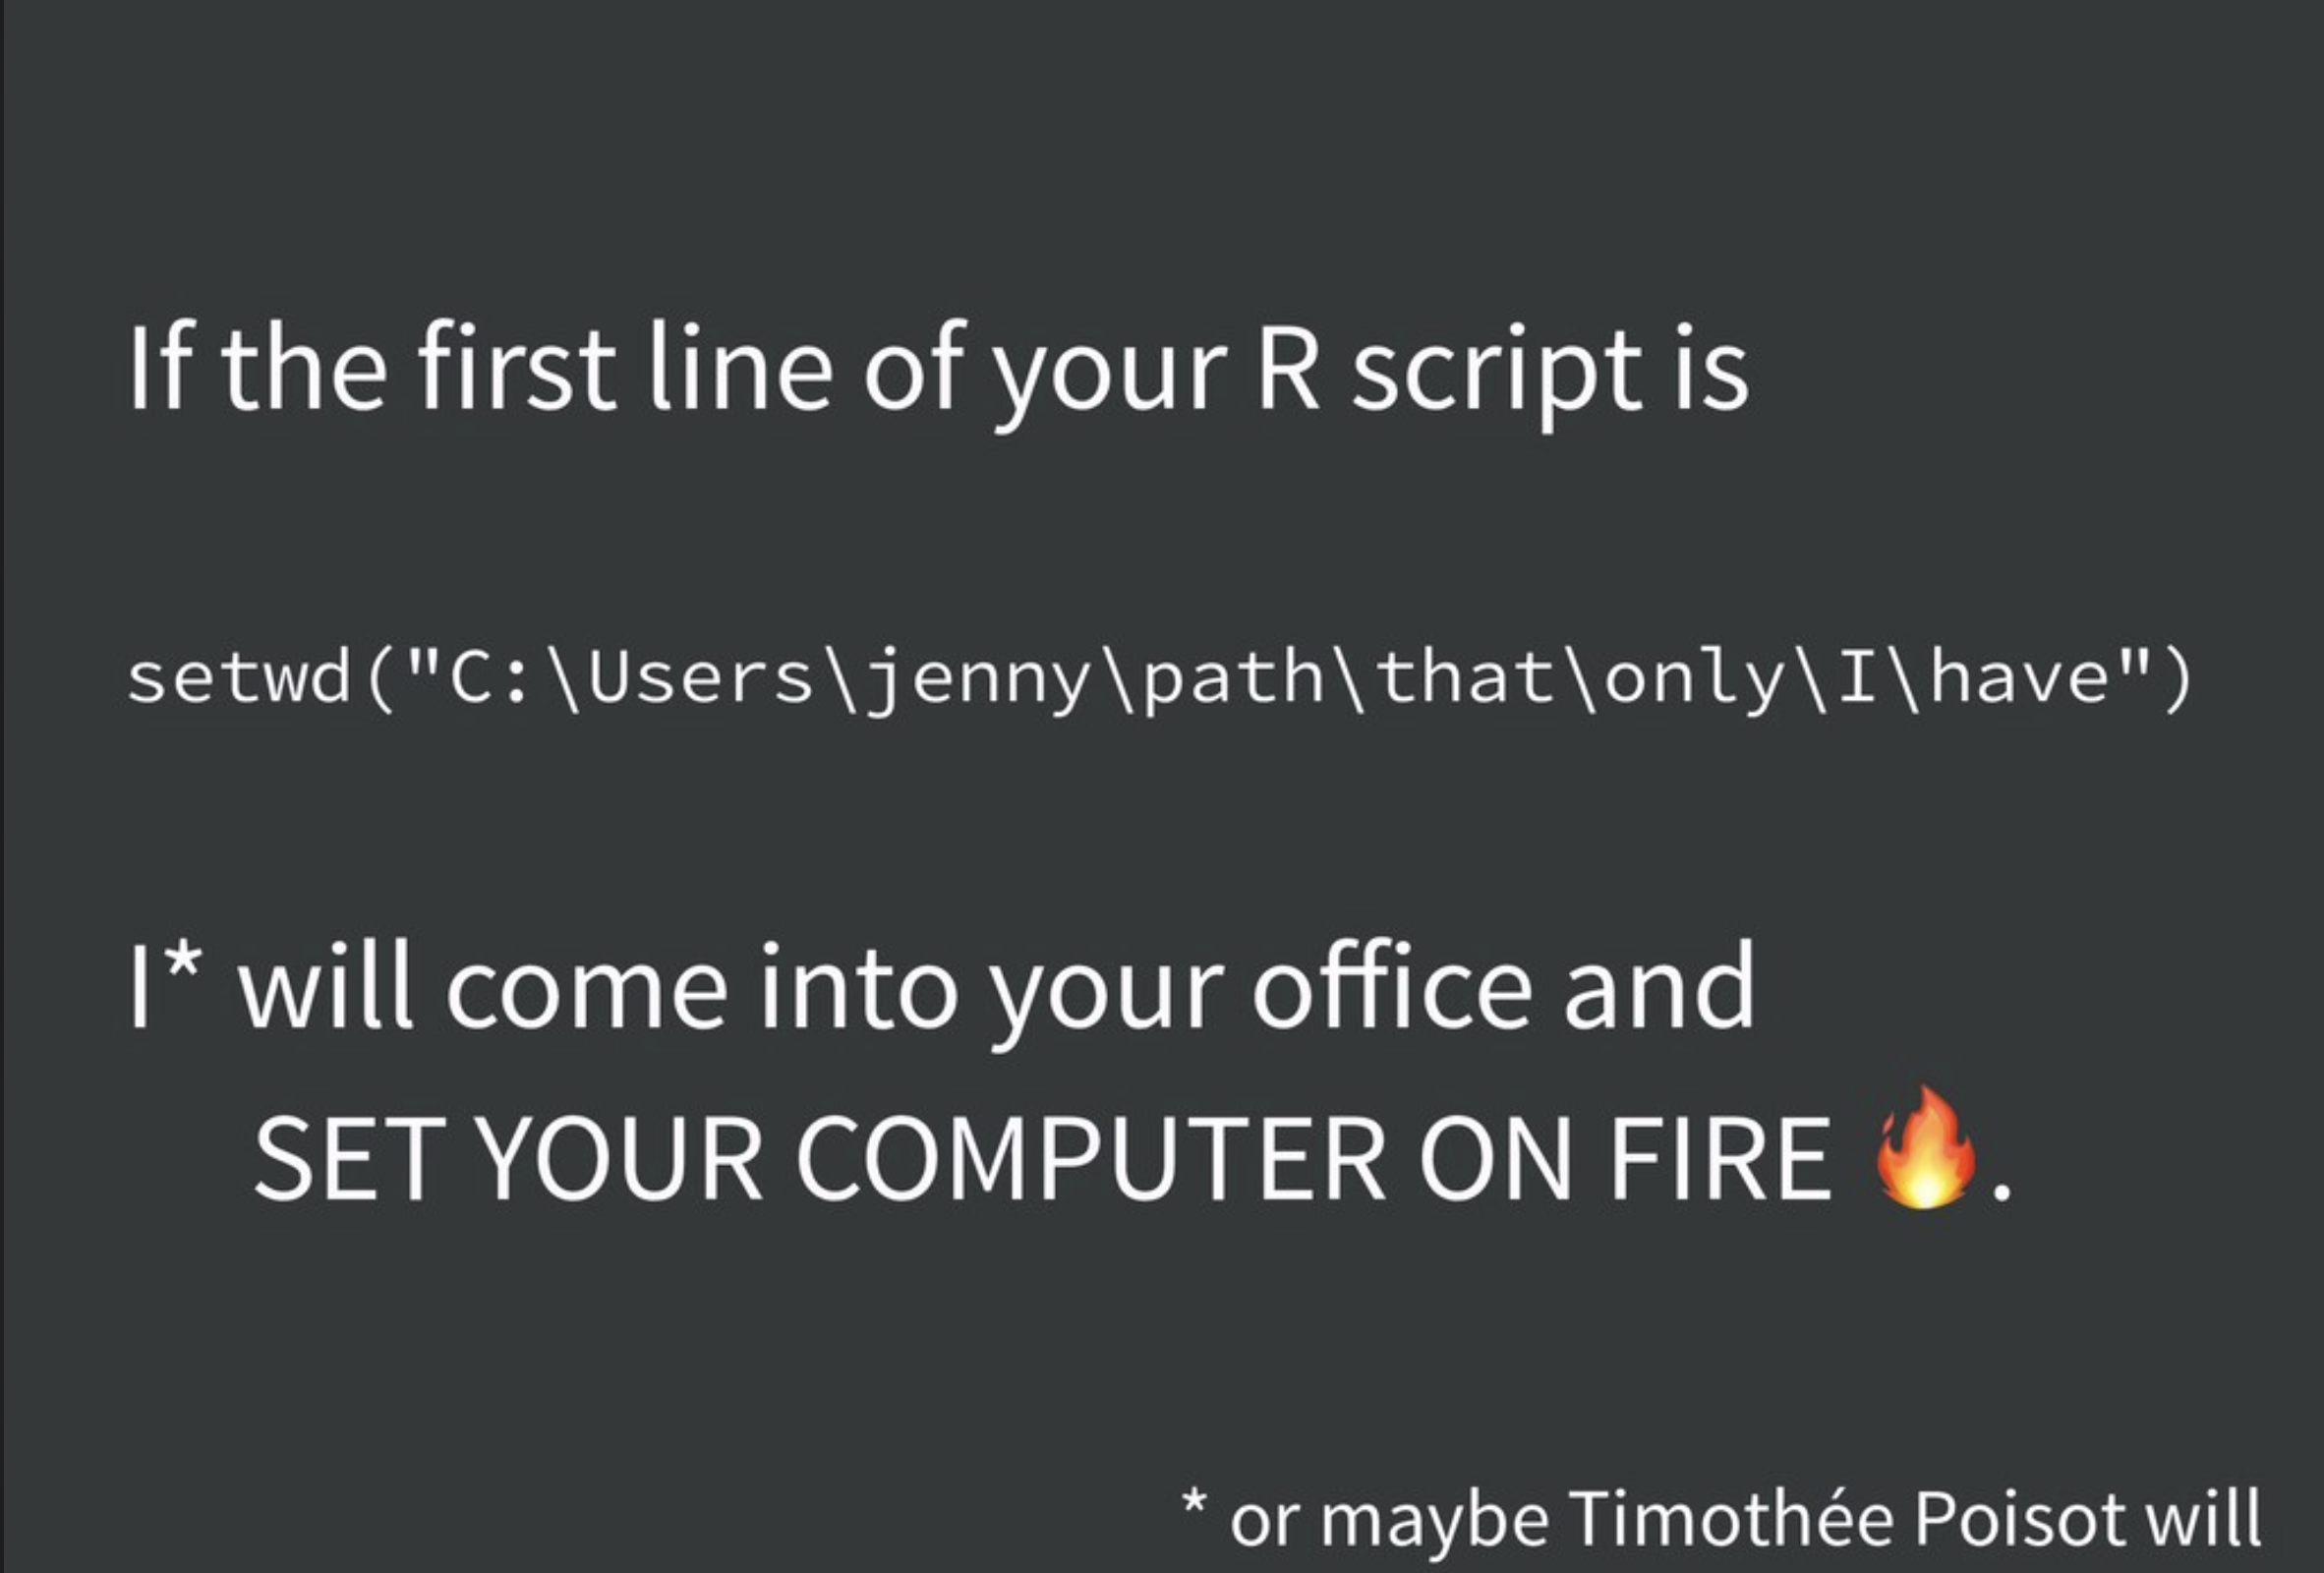 If the first line of your R script is
setwd("C:\Users\jenny\path\that\only\I\have")
I* will come into your office and
SET YOUR COMPUTER ON FIRE 🔥.
* or maybe Timothée Poisot will